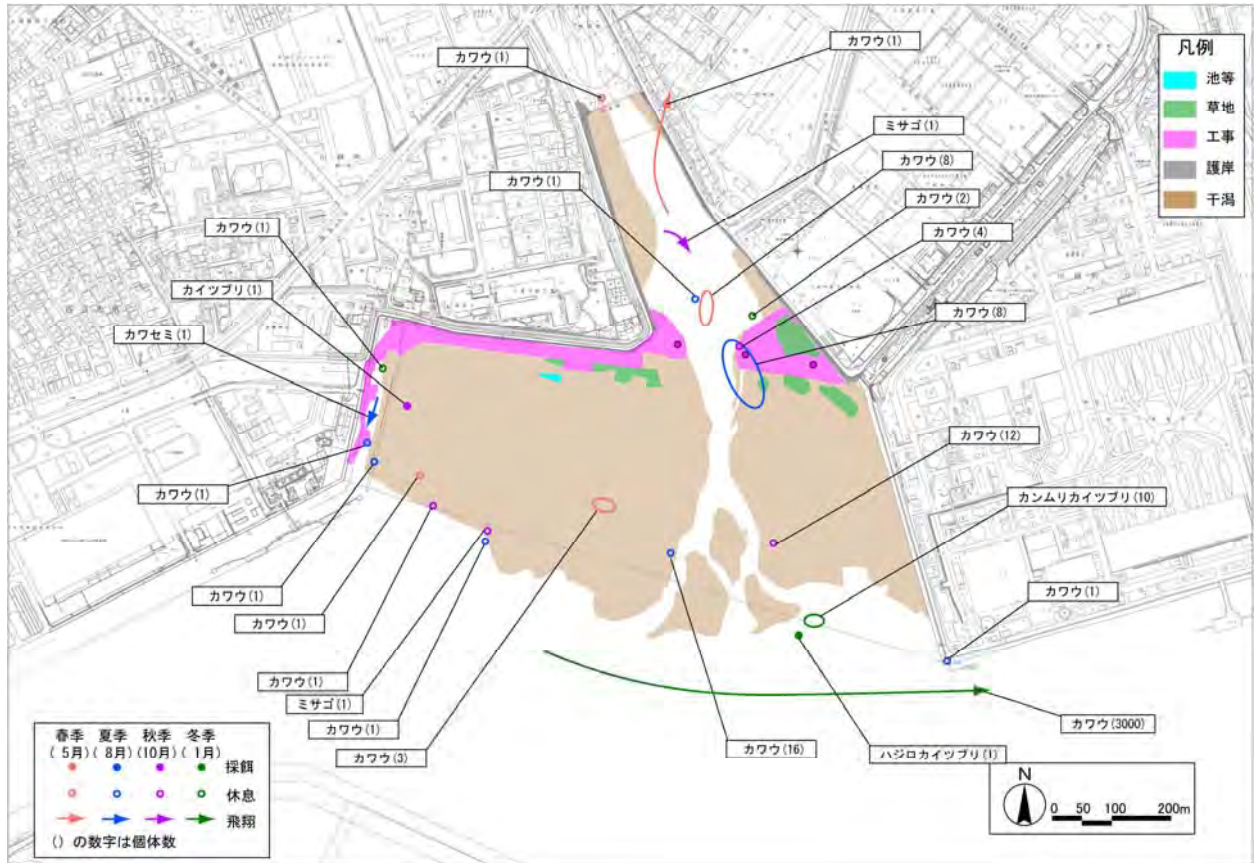 カワウ(1)
カワウ(1)
凡例
池等
草地
工事
護岸
干潟
ミサゴ(1)
カワウ(8)
カワウ(1)
カワウ(2)
カワウ(4)
カワウ(1)
カイツブリ(1)
カワウ(8)
カワセミ(1)
カワウ(12)
カワウ(1)
カンムリカイツブリ(10)
カワウ(1)
カワウ(1)
カワウ(1)
カワウ(1)
ミサゴ(1)
カワウ(1)
カワウ(3)
カワウ(16)
カワウ(3000)
ハジロカイツブリ(1)
春季 夏季 秋季 冬季
( 5月) ( 8月) (10月) ( 1月)
採餌
休息
飛翔
() の数字は個体数
N
0 50 100 200m